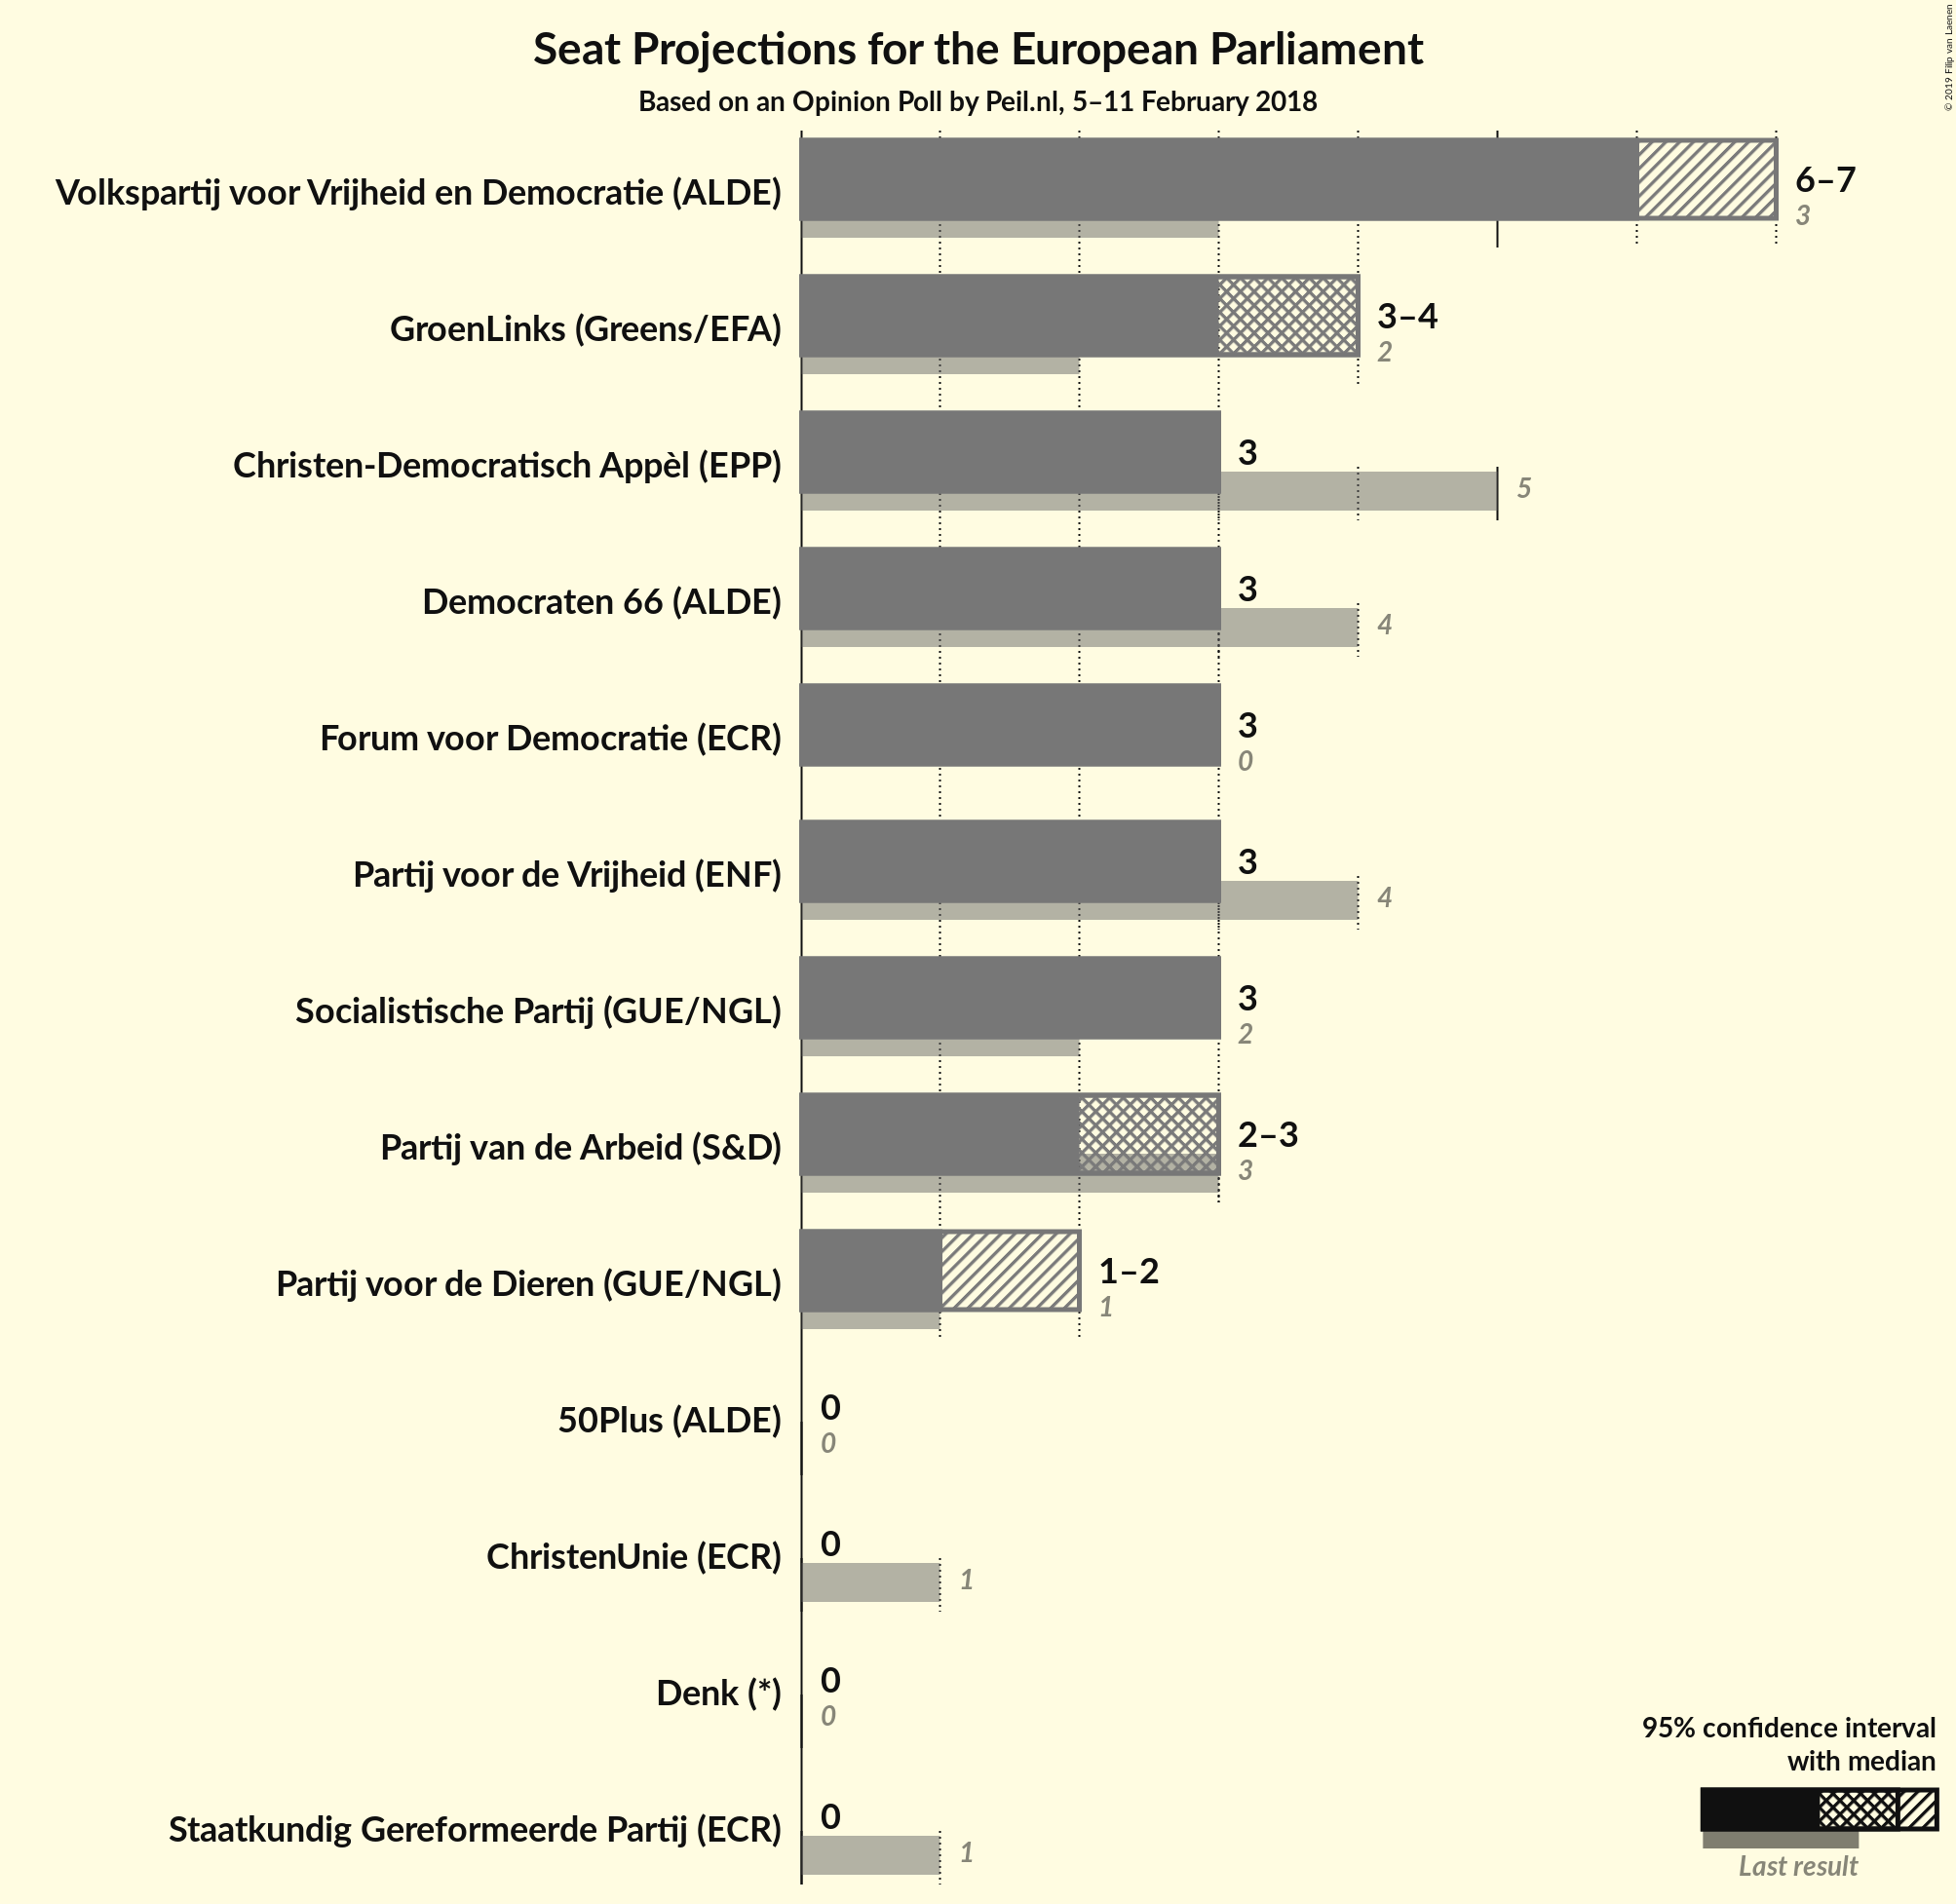 Seat Projections for the European Parliament
Based on an Opinion Poll by Peil.nl, 5–11 February 2018
© 2019 Filip van Laenen
Volkspartij voor Vrijheid en Democratie (ALDE)
6–7
3
GroenLinks (Greens/EFA)
3–4
2
Christen-Democratisch Appèl (EPP)
3
5
Democraten 66 (ALDE)
3
4
Forum voor Democratie (ECR)
3
0
Partij voor de Vrijheid (ENF)
3
4
Socialistische Partij (GUE/NGL)
3
2
Partij van de Arbeid (S&D)
2–3
3
Partij voor de Dieren (GUE/NGL)
1–2
1
50Plus (ALDE)
0
0
ChristenUnie (ECR)
0
1
Denk (*)
0
0
Staatkundig Gereformeerde Partij (ECR)
0
1
95% confidence interval
with median
Last result